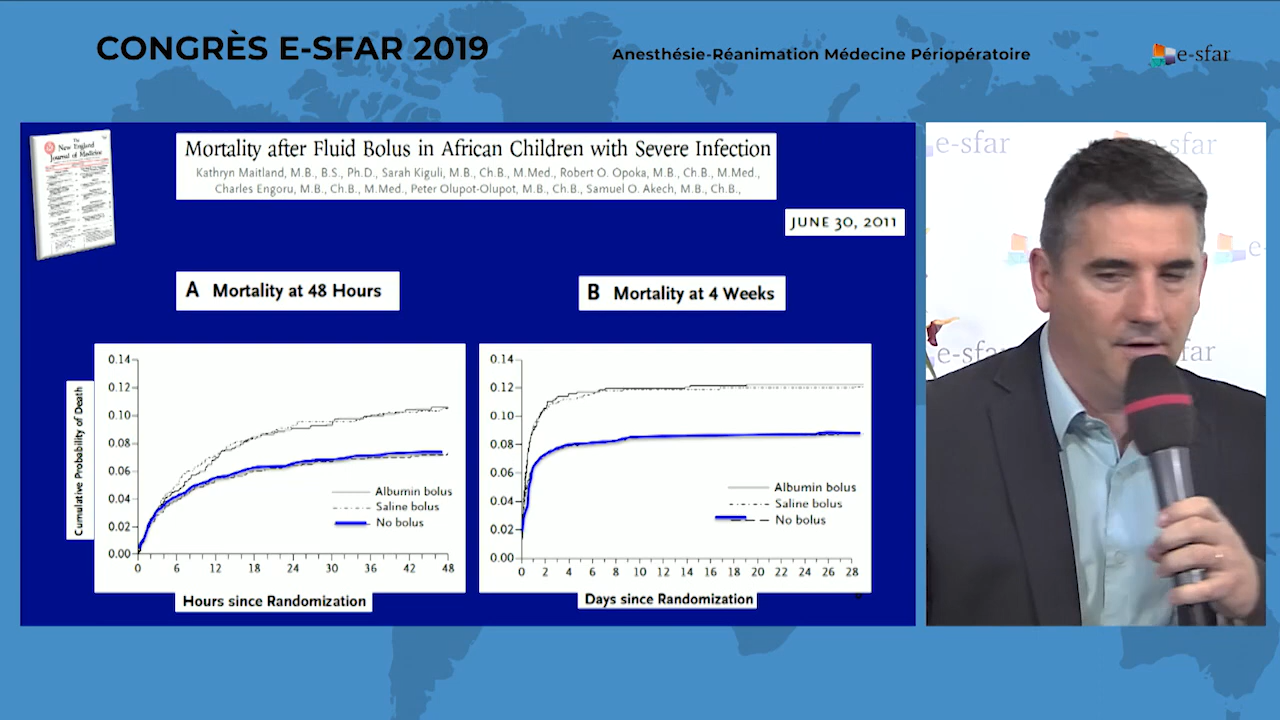 CONGRÈS E-SFAR 2019
Anesthésie-Réanimation Médecine Périopératoire
e-sfar
The
New England
Journal of Medicine
Mortality after Fluid Bolus in African Children with Severe Infection
Kathryn Maitland, M.B., B.S., Ph.D., Sarah Kiguli, M.B., Ch.B., M.Med., Robert O. Opoka, M.B., Ch.B., M.Med.,
Charles Engoru, M.B., Ch.B., M.Med., Peter Olupot-Olupot, M.B., Ch.B., Samuel O. Akech, M.B., Ch.B.,
JUNE 30, 2011
A Mortality at 48 Hours
B Mortality at 4 Weeks
Cumulative Probability of Death
0.14
0.12
0.10
0.08
0.06
0.04
0.02
0.00
0 6 12 18 24 30 36 42 48
Albumin bolus
Saline bolus
No bolus
Hours since Randomization
0.14
0.12
0.10
0.08
0.06
0.04
0.02
0.00
0 2 4 6 8 10 12 14 16 18 20 22 24 26 28
Albumin bolus
Saline bolus
No bolus
Days since Randomization
e-sfar
sfar
e-
e-sfa
far